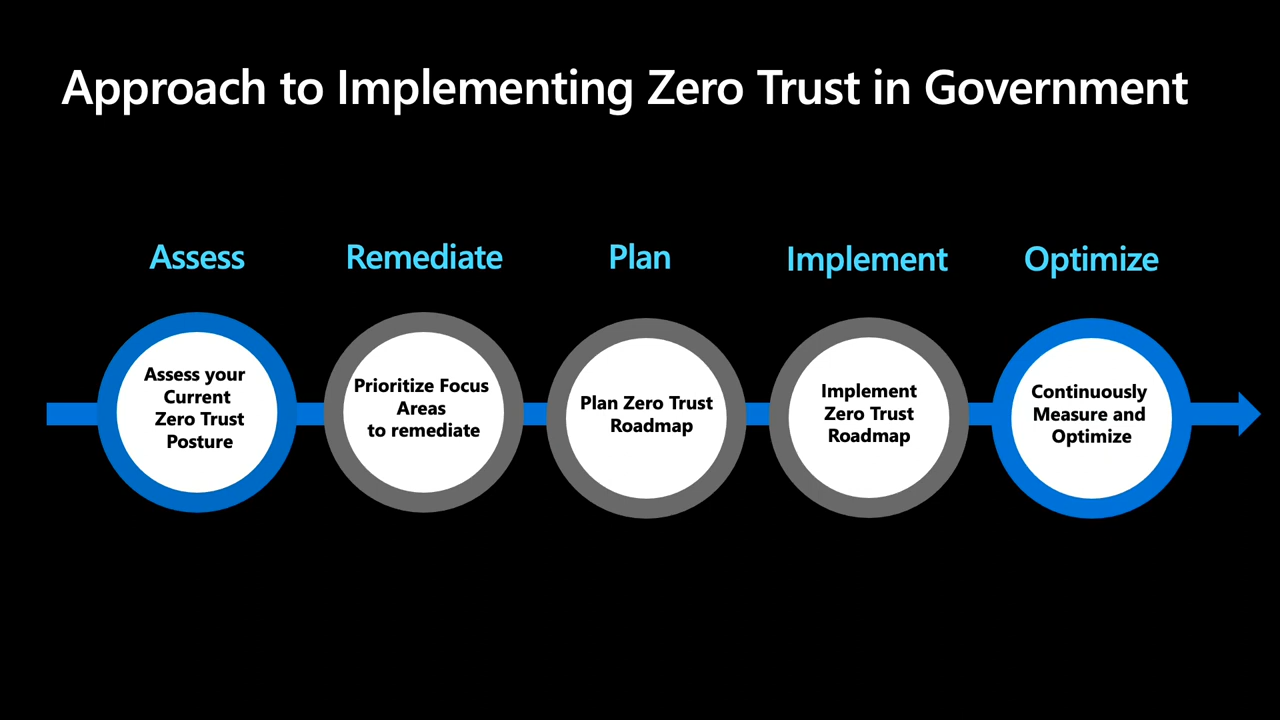 Approach to Implementing Zero Trust in Government
Assess
Remediate
Plan
Implement
Optimize
Assess your
Current
Zero Trust
Posture
Prioritize Focus
Areas
to remediate
Plan Zero Trust
Roadmap
Implement
Zero Trust
Roadmap
Continuously
Measure and
Optimize